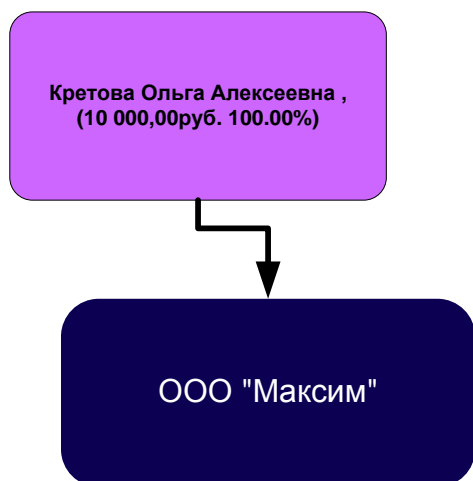 Кретова Ольга Алексеевна ,
(10 000,00руб. 100.00%)
ООО "Максим"